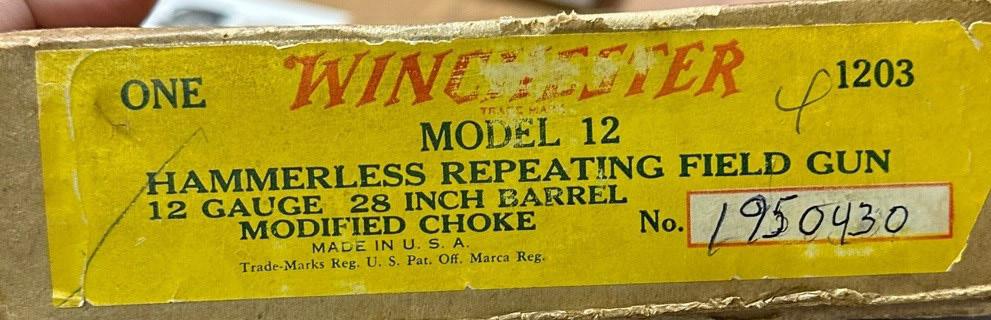 ONE WINCHESTER 1203
TRADE MARK
MODEL 12
HAMMERLESS REPEATING FIELD GUN
12 GAUGE 28 INCH BARREL
MODIFIED CHOKE No. 1950430
MADE IN U. S. A.
Trade-Marks Reg. U. S. Pat. Off. Marca Reg.